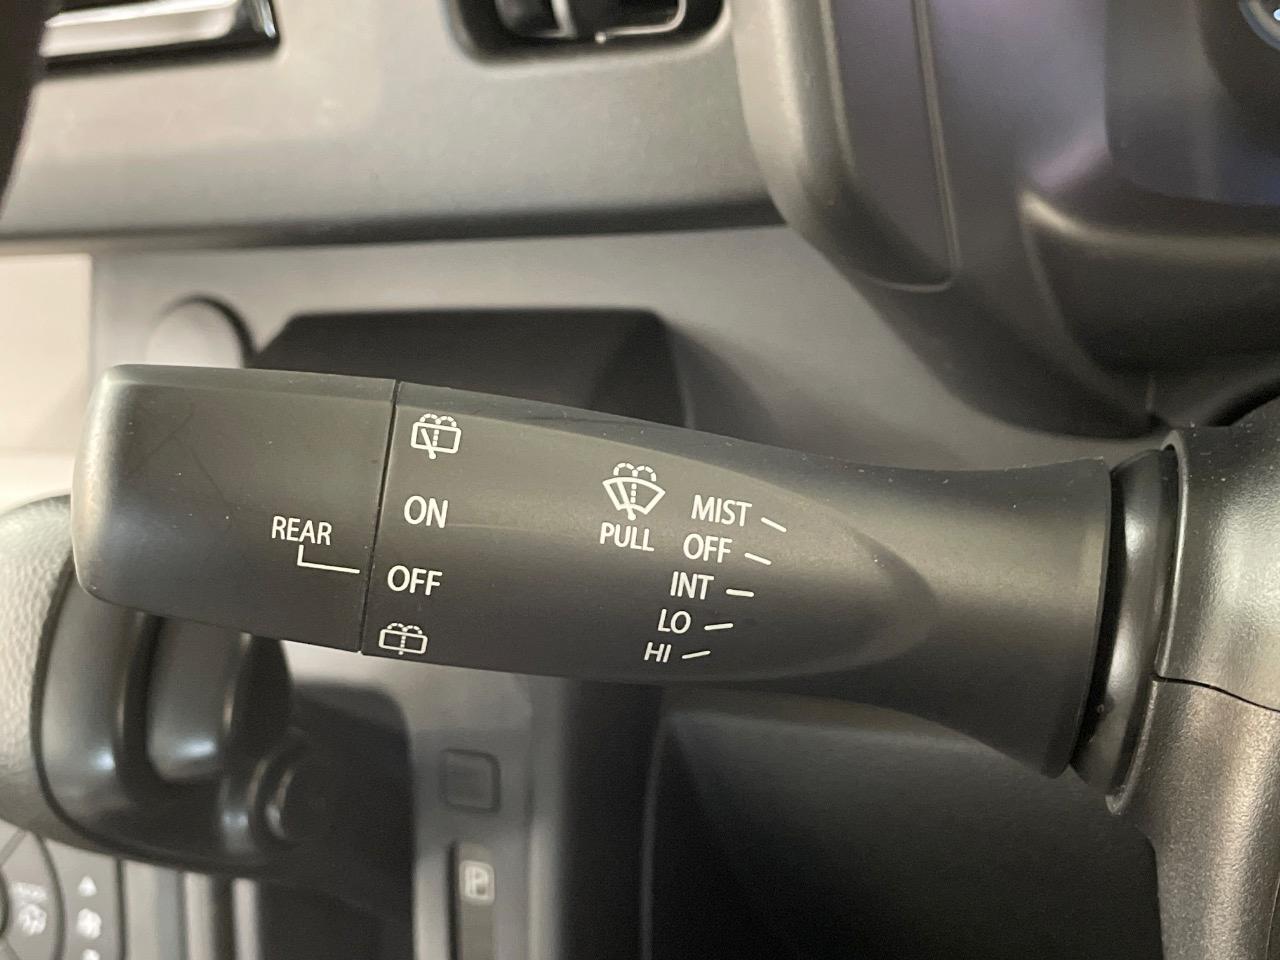 REAR
ON
OFF
PULL
MIST
OFF
INT
LO
HI
P